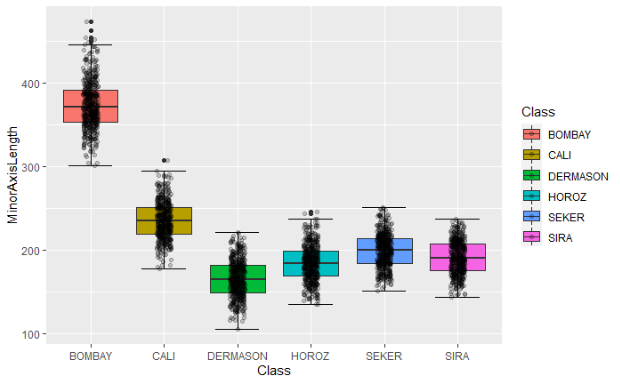 MinorAxisLength
400
300
200
100
BOMBAY CALI DERMASON HOROZ SEKER SIRA
Class
Class
BOMBAY
CALI
DERMASON
HOROZ
SEKER
SIRA